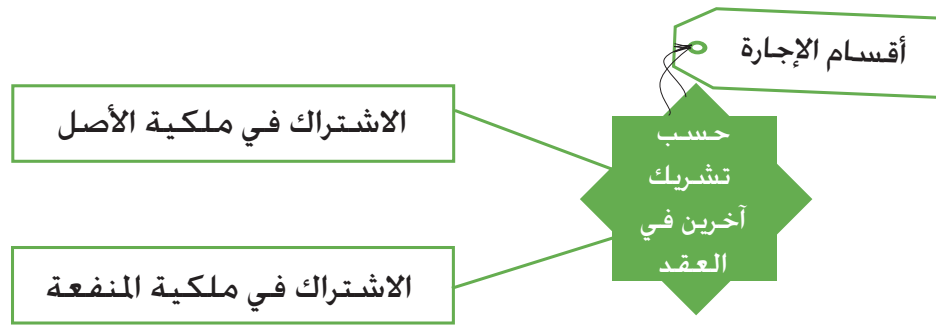 أقسام الإجارة
حسب
تشريك
آخرين في
العقد
الاشتراك في ملكية الأصل
الاشتراك في ملكية المنفعة